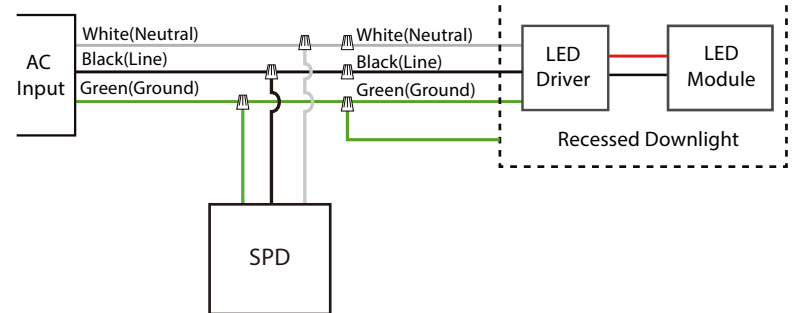 AC
Input
White(Neutral)
Black(Line)
Green(Ground)
White(Neutral)
Black(Line)
Green(Ground)
LED
Driver
LED
Module
Recessed Downlight
SPD